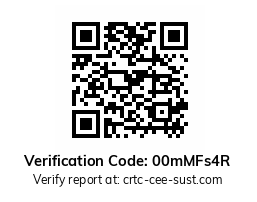 Verification Code: 00mMFs4R
Verify report at: crtc-cee-sust.com